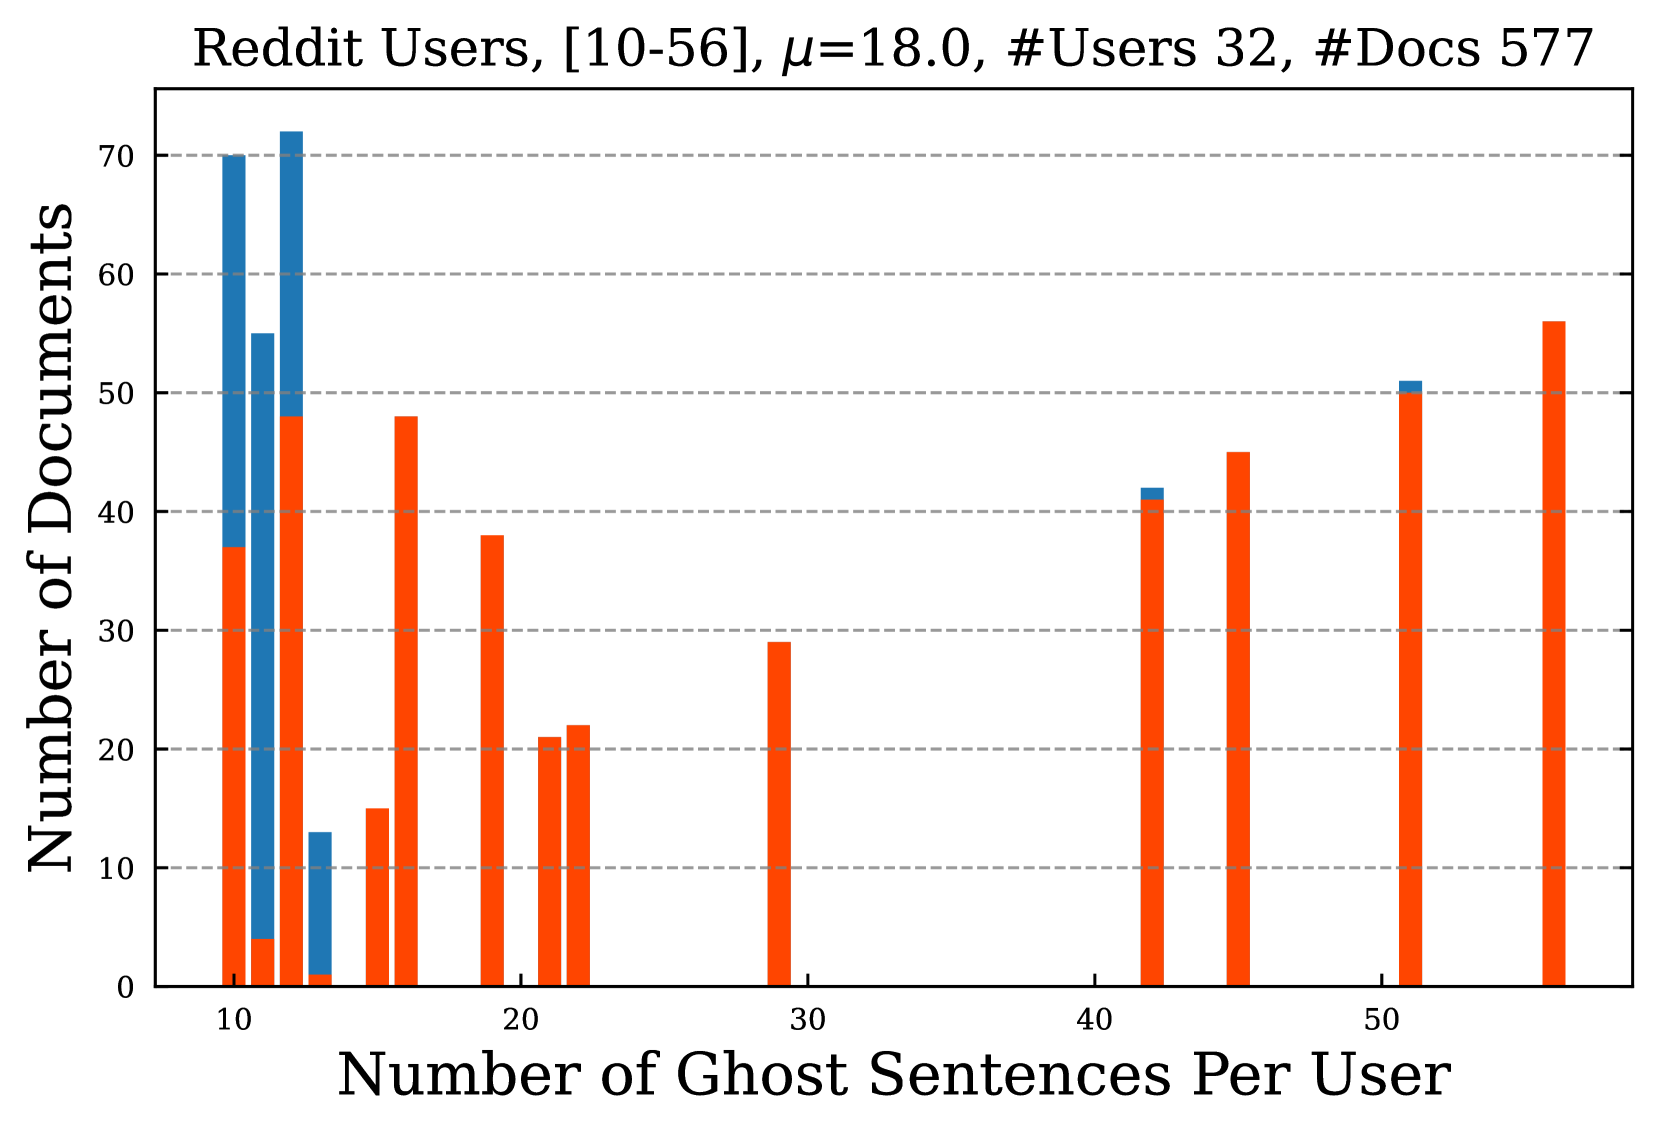 Reddit Users, [10-56], μ=18.0, #Users 32, #Docs 577
Number of Documents
70
60
50
40
30
20
10
0
10 20 30 40 50
Number of Ghost Sentences Per User